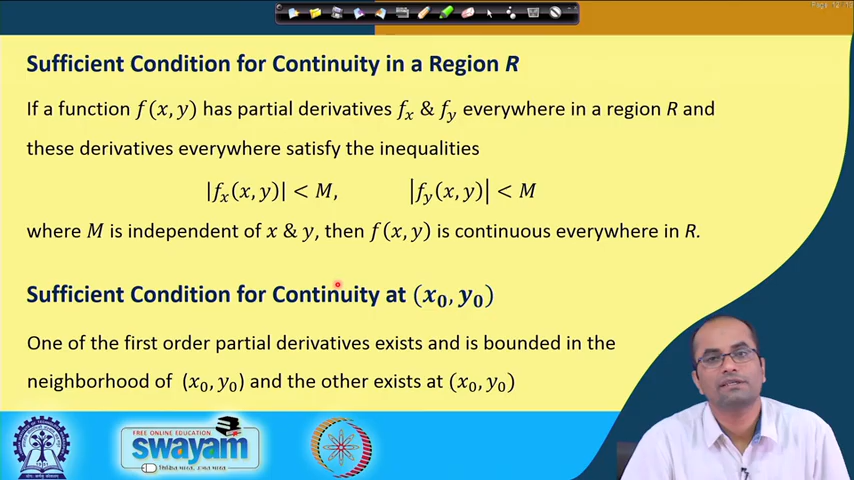 Sufficient Condition for Continuity in a Region R
If a function f(x, y) has partial derivatives fₓ & f_y everywhere in a region R and
these derivatives everywhere satisfy the inequalities
|fₓ(x, y)| < M, |f_y(x, y)| < M
where M is independent of x & y, then f(x, y) is continuous everywhere in R.
Sufficient Condition for Continuity at (x₀, y₀)
One of the first order partial derivatives exists and is bounded in the
neighborhood of (x₀, y₀) and the other exists at (x₀, y₀)
FREE ONLINE EDUCATION
swayam